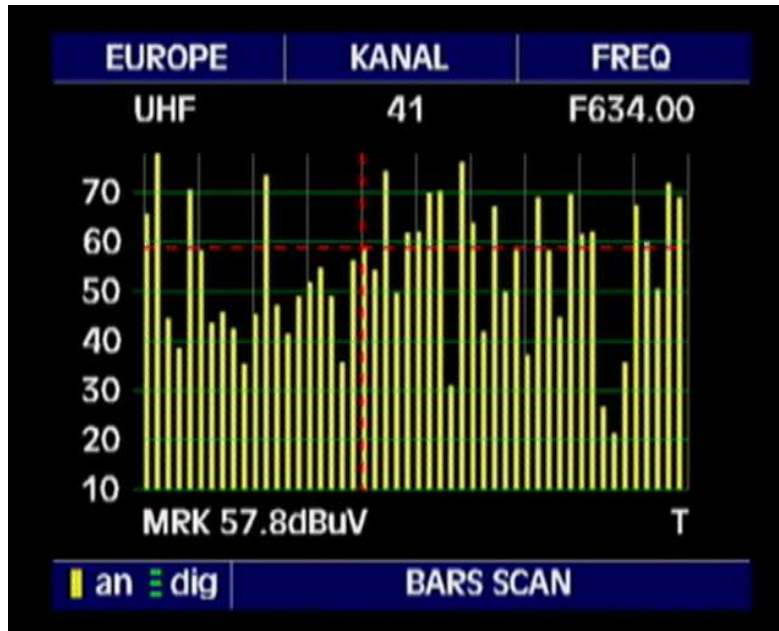 EUROPE KANAL FREQ
UHF 41 F634.00
70
60
50
40
30
20
10
MRK 57.8dBuV T
an dig BARS SCAN